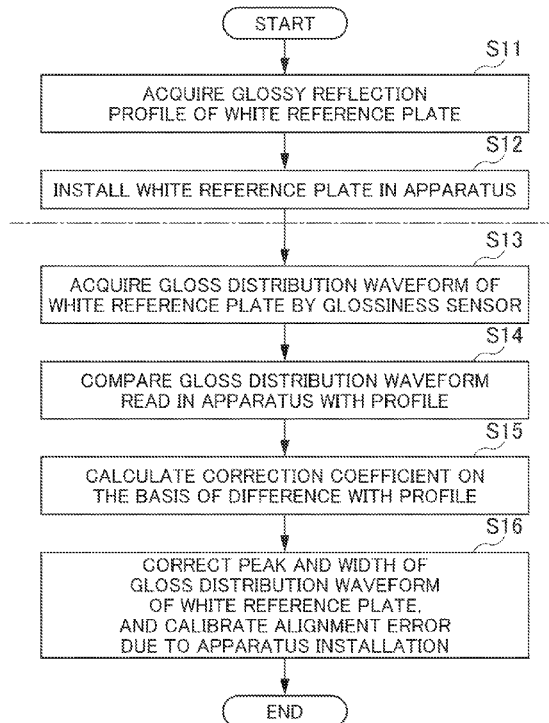 START
S11
ACQUIRE GLOSSY REFLECTION
PROFILE OF WHITE REFERENCE PLATE
S12
INSTALL WHITE REFERENCE PLATE IN APPARATUS
S13
ACQUIRE GLOSS DISTRIBUTION WAVEFORM OF
WHITE REFERENCE PLATE BY GLOSSINESS SENSOR
S14
COMPARE GLOSS DISTRIBUTION WAVEFORM
READ IN APPARATUS WITH PROFILE
S15
CALCULATE CORRECTION COEFFICIENT ON
THE BASIS OF DIFFERENCE WITH PROFILE
S16
CORRECT PEAK AND WIDTH OF
GLOSS DISTRIBUTION WAVEFORM
OF WHITE REFERENCE PLATE,
AND CALIBRATE ALIGNMENT ERROR
DUE TO APPARATUS INSTALLATION
END